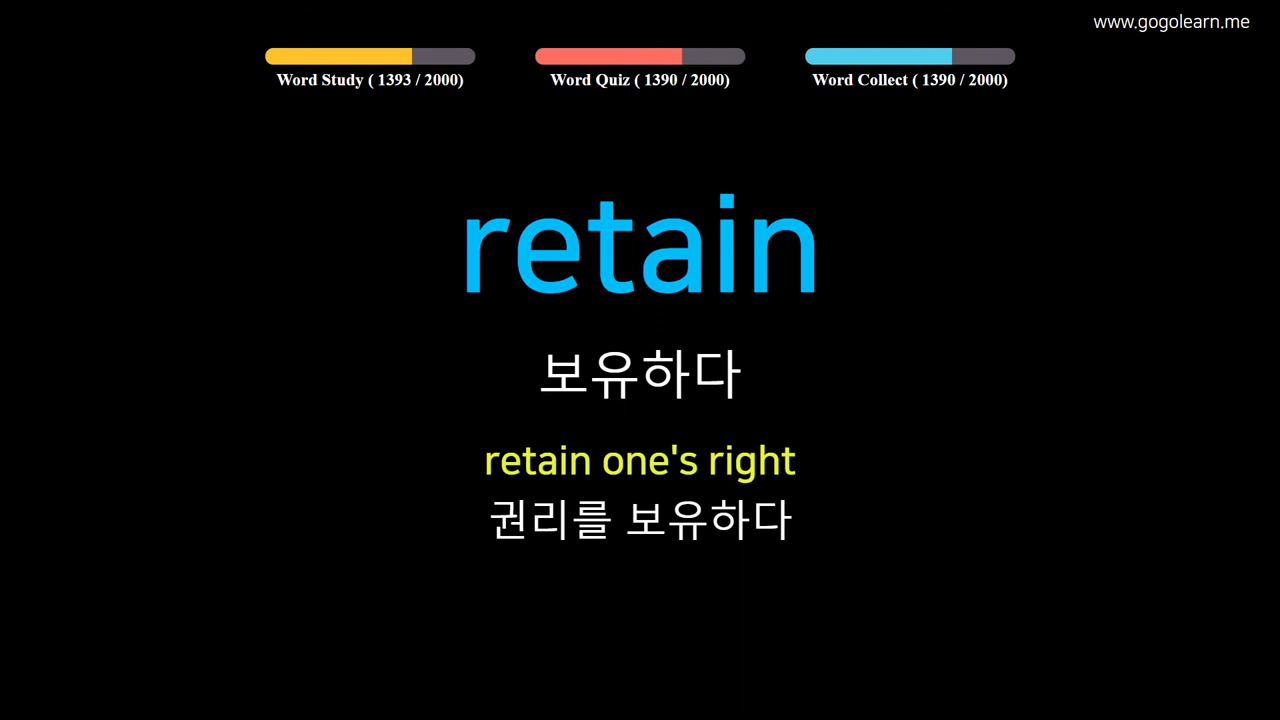 www.gogolearn.me
Word Study ( 1393 / 2000)
Word Quiz ( 1390 / 2000)
Word Collect ( 1390 / 2000)
retain
보유하다
retain one's right
권리를 보유하다